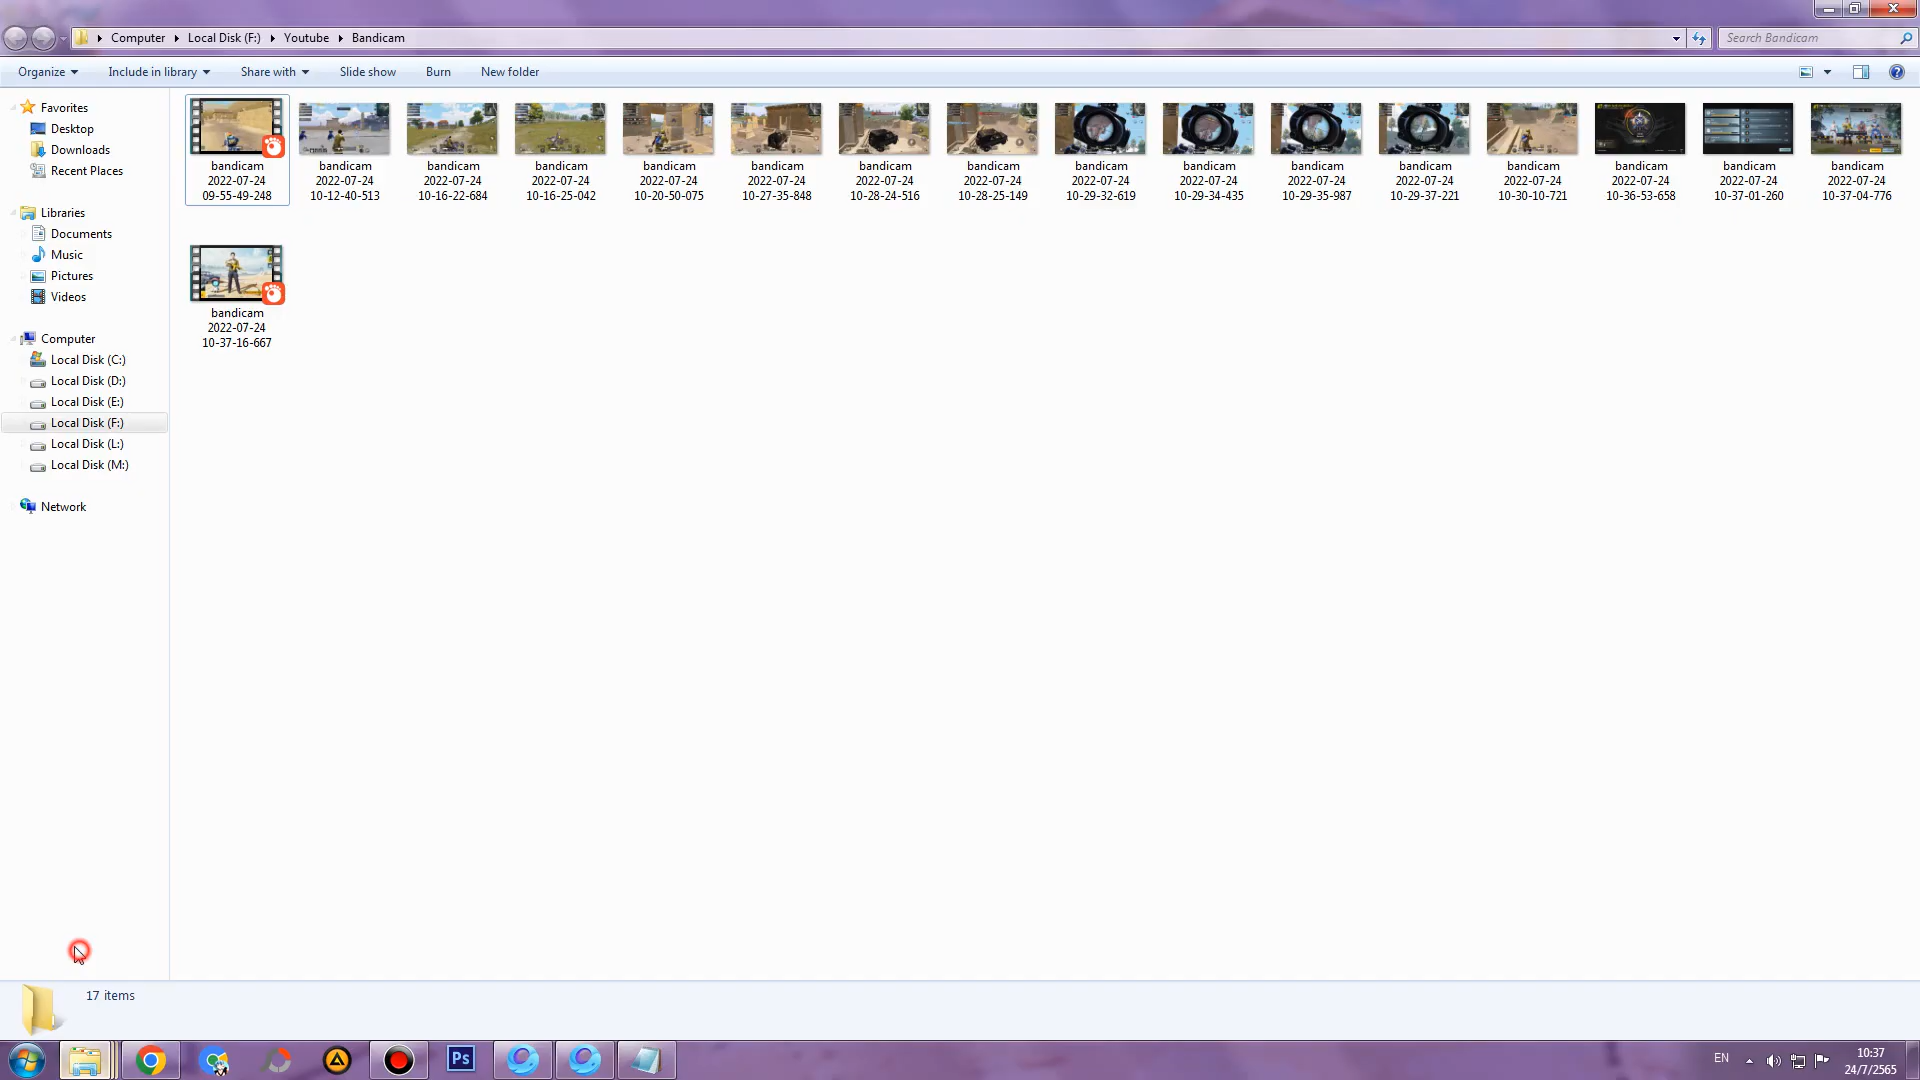 Computer Local Disk (F:) Youtube Bandicam
Search Bandicam
Organize Include in library Share with Slide show Burn New folder
Favorites
Desktop
Downloads
Recent Places
Libraries
Documents
Music
Pictures
Videos
Computer
Local Disk (C:)
Local Disk (D:)
Local Disk (E:)
Local Disk (F:)
Local Disk (L:)
Local Disk (M:)
Network
bandicam
2022-07-24
09-55-49-248
bandicam
2022-07-24
10-12-40-513
bandicam
2022-07-24
10-16-22-684
bandicam
2022-07-24
10-16-25-042
bandicam
2022-07-24
10-20-50-075
bandicam
2022-07-24
10-27-35-848
bandicam
2022-07-24
10-28-24-516
bandicam
2022-07-24
10-28-25-149
bandicam
2022-07-24
10-29-32-619
bandicam
2022-07-24
10-29-34-435
bandicam
2022-07-24
10-29-35-987
bandicam
2022-07-24
10-29-37-221
bandicam
2022-07-24
10-30-10-721
bandicam
2022-07-24
10-36-53-658
bandicam
2022-07-24
10-37-01-260
bandicam
2022-07-24
10-37-04-776
bandicam
2022-07-24
10-37-16-667
17 items
Ps
EN
10:37
24/7/2565